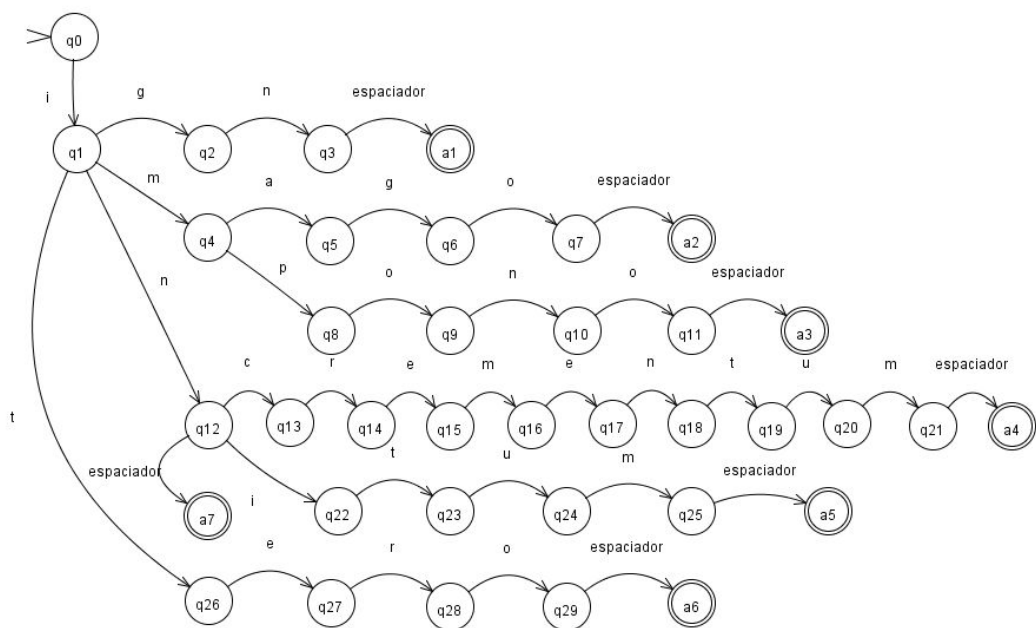 q0
i g n espaciador
q1 q2 q3 a1
m a g o espaciador
q4 q5 q6 q7 a2
n p o n o espaciador
q8 q9 q10 q11 a3
c r e m e n t u m espaciador
t q12 q13 q14 q15 q16 q17 q18 q19 q20 q21 a4
espaciador i t u m espaciador
a7 q22 q23 q24 q25 a5
e r o espaciador
q26 q27 q28 q29 a6